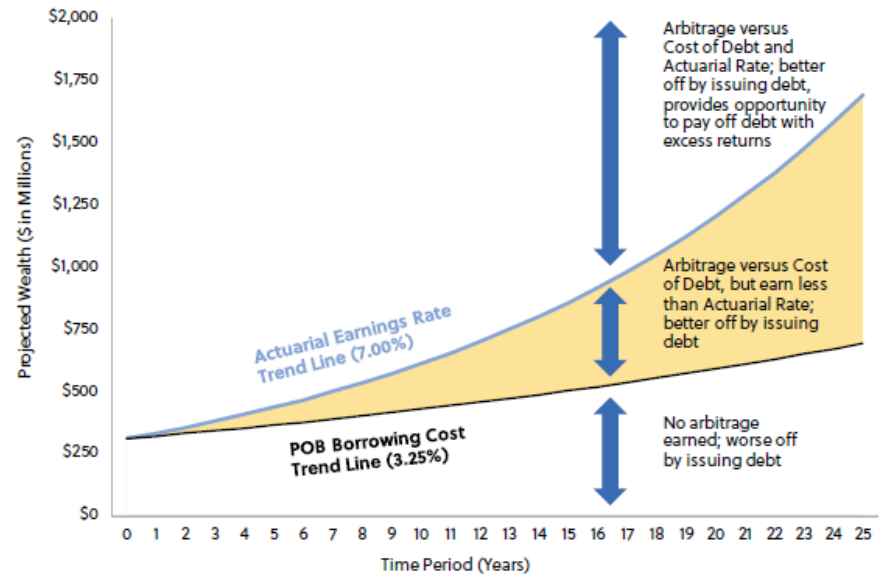 $2,000
$1,750
$1,500
$1,250
$1,000
$750
$500
$250
$0
Projected Wealth ($ in Millions)
Arbitrage versus
Cost of Debt and
Actuarial Rate; better
off by issuing debt,
provides opportunity
to pay off debt with
excess returns
Arbitrage versus Cost
of Debt, but earn less
than Actuarial Rate;
better off by issuing
debt
Actuarial Earnings Rate
Trend Line (7.00%)
POB Borrowing Cost
Trend Line (3.25%)
No arbitrage
earned; worse off
by issuing debt
0 1 2 3 4 5 6 7 8 9 10 11 12 13 14 15 16 17 18 19 20 21 22 23 24 25
Time Period (Years)